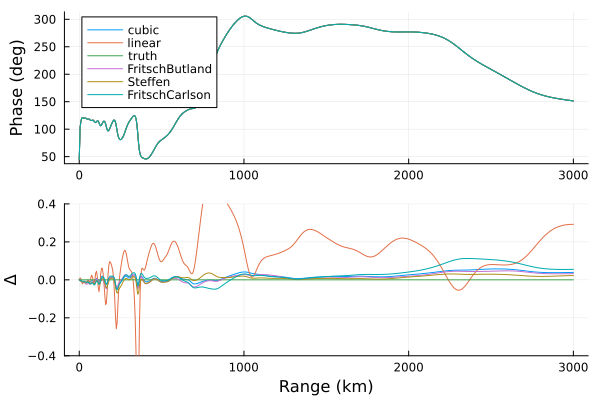 Phase (deg)
300
250
200
150
100
50
cubic
linear
truth
FritschButland
Steffen
FritschCarlson
0
1000
2000
3000
Δ
0.4
0.2
0.0
−0.2
−0.4
0
1000
2000
3000
Range (km)